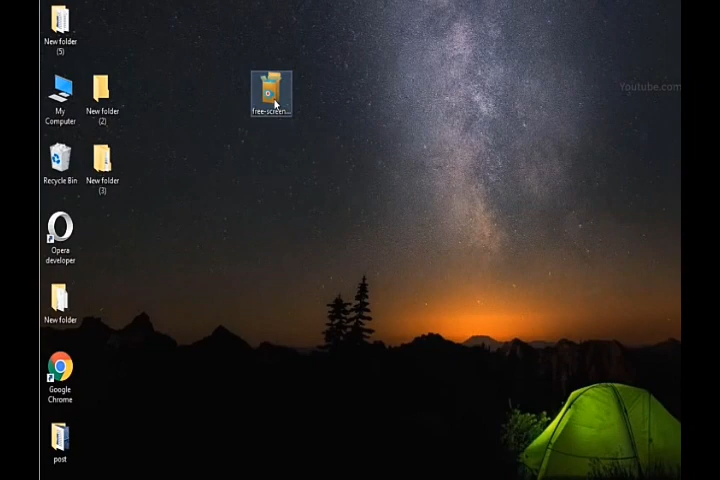 New folder
(5)
My
Computer
New folder
(2)
Recycle Bin
New folder
(3)
Opera
developer
New folder
Google
Chrome
post
free-screen...
Youtube.com